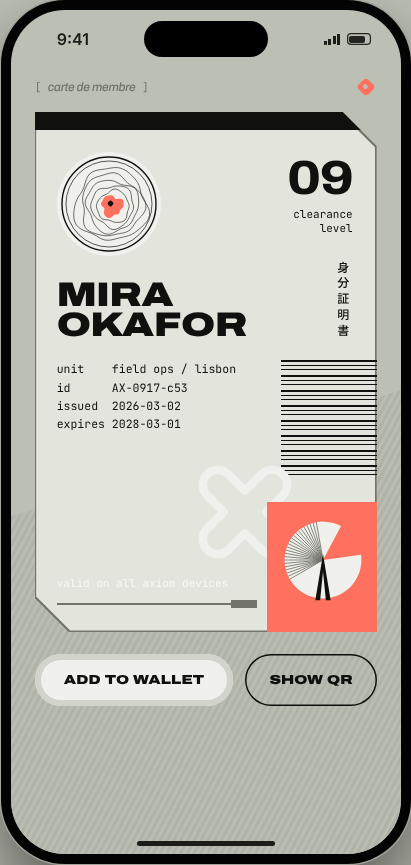 9:41
[ carte de membre ]
09
clearance
level
身分証明書
MIRA
OKAFOR
unit field ops / lisbon
id AX-0917-c53
issued 2026-03-02
expires 2028-03-01
valid on all axiom devices
ADD TO WALLET
SHOW QR